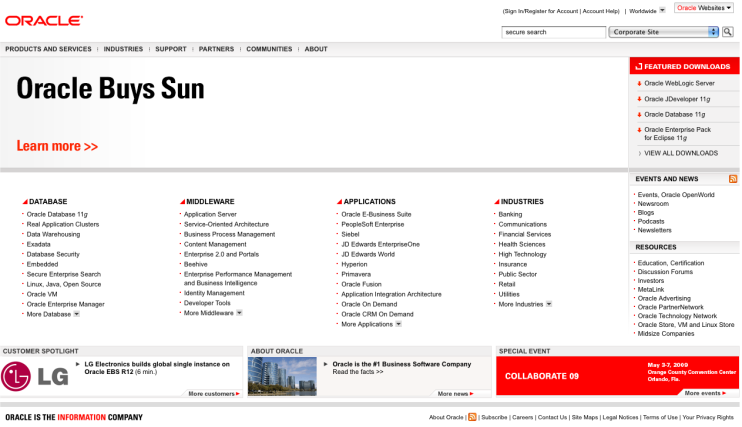 (Sign In/Register for Account | Account Help) | Worldwide
Oracle Websites
ORACLE
secure search
Corporate Site
PRODUCTS AND SERVICES | INDUSTRIES | SUPPORT | PARTNERS | COMMUNITIES | ABOUT
Oracle Buys Sun
Learn more >>
FEATURED DOWNLOADS
Oracle WebLogic Server
Oracle JDeveloper 11g
Oracle Database 11g
Oracle Enterprise Pack
for Eclipse 11g
VIEW ALL DOWNLOADS
EVENTS AND NEWS
Events, Oracle OpenWorld
Newsroom
Blogs
Podcasts
Newsletters
RESOURCES
Education, Certification
Discussion Forums
Investors
MetaLink
Oracle Advertising
Oracle PartnerNetwork
Oracle Technology Network
Oracle Store, VM and Linux Store
Midsize Companies
DATABASE
Oracle Database 11g
Real Application Clusters
Data Warehousing
Exadata
Database Security
Embedded
Secure Enterprise Search
Linux, Java, Open Source
Oracle VM
Oracle Enterprise Manager
More Database
MIDDLEWARE
Application Server
Service-Oriented Architecture
Business Process Management
Content Management
Enterprise 2.0 and Portals
Beehive
Enterprise Performance Management
and Business Intelligence
Identity Management
Developer Tools
More Middleware
APPLICATIONS
Oracle E-Business Suite
PeopleSoft Enterprise
Siebel
JD Edwards EnterpriseOne
JD Edwards World
Hyperion
Primavera
Oracle Fusion
Application Integration Architecture
Oracle On Demand
Oracle CRM On Demand
More Applications
INDUSTRIES
Banking
Communications
Financial Services
Health Sciences
High Technology
Insurance
Public Sector
Retail
Utilities
More Industries
CUSTOMER SPOTLIGHT
LG
LG Electronics builds global single instance on
Oracle EBS R12 (6 min.)
More customers
ABOUT ORACLE
Oracle is the #1 Business Software Company
Read the facts >>
More news
SPECIAL EVENT
COLLABORATE 09
May 3-7, 2009
Orange County Convention Center
Orlando, Fla.
More events
ORACLE IS THE INFORMATION COMPANY
About Oracle | | Subscribe | Careers | Contact Us | Site Maps | Legal Notices | Terms of Use | Your Privacy Rights